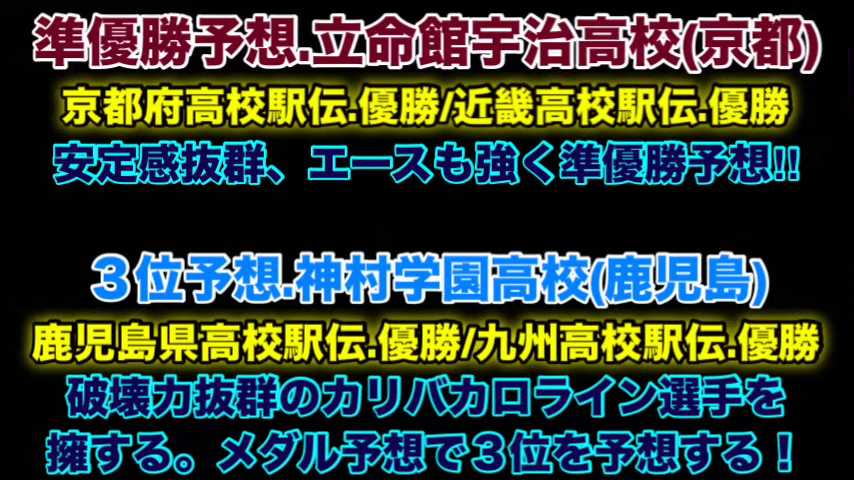 準優勝予想.立命館宇治高校(京都)
京都府高校駅伝.優勝/近畿高校駅伝.優勝
安定感抜群、エースも強く準優勝予想!!
３位予想.神村学園高校(鹿児島)
鹿児島県高校駅伝.優勝/九州高校駅伝.優勝
破壊力抜群のカリバカロライン選手を
擁する。メダル予想で３位を予想する！